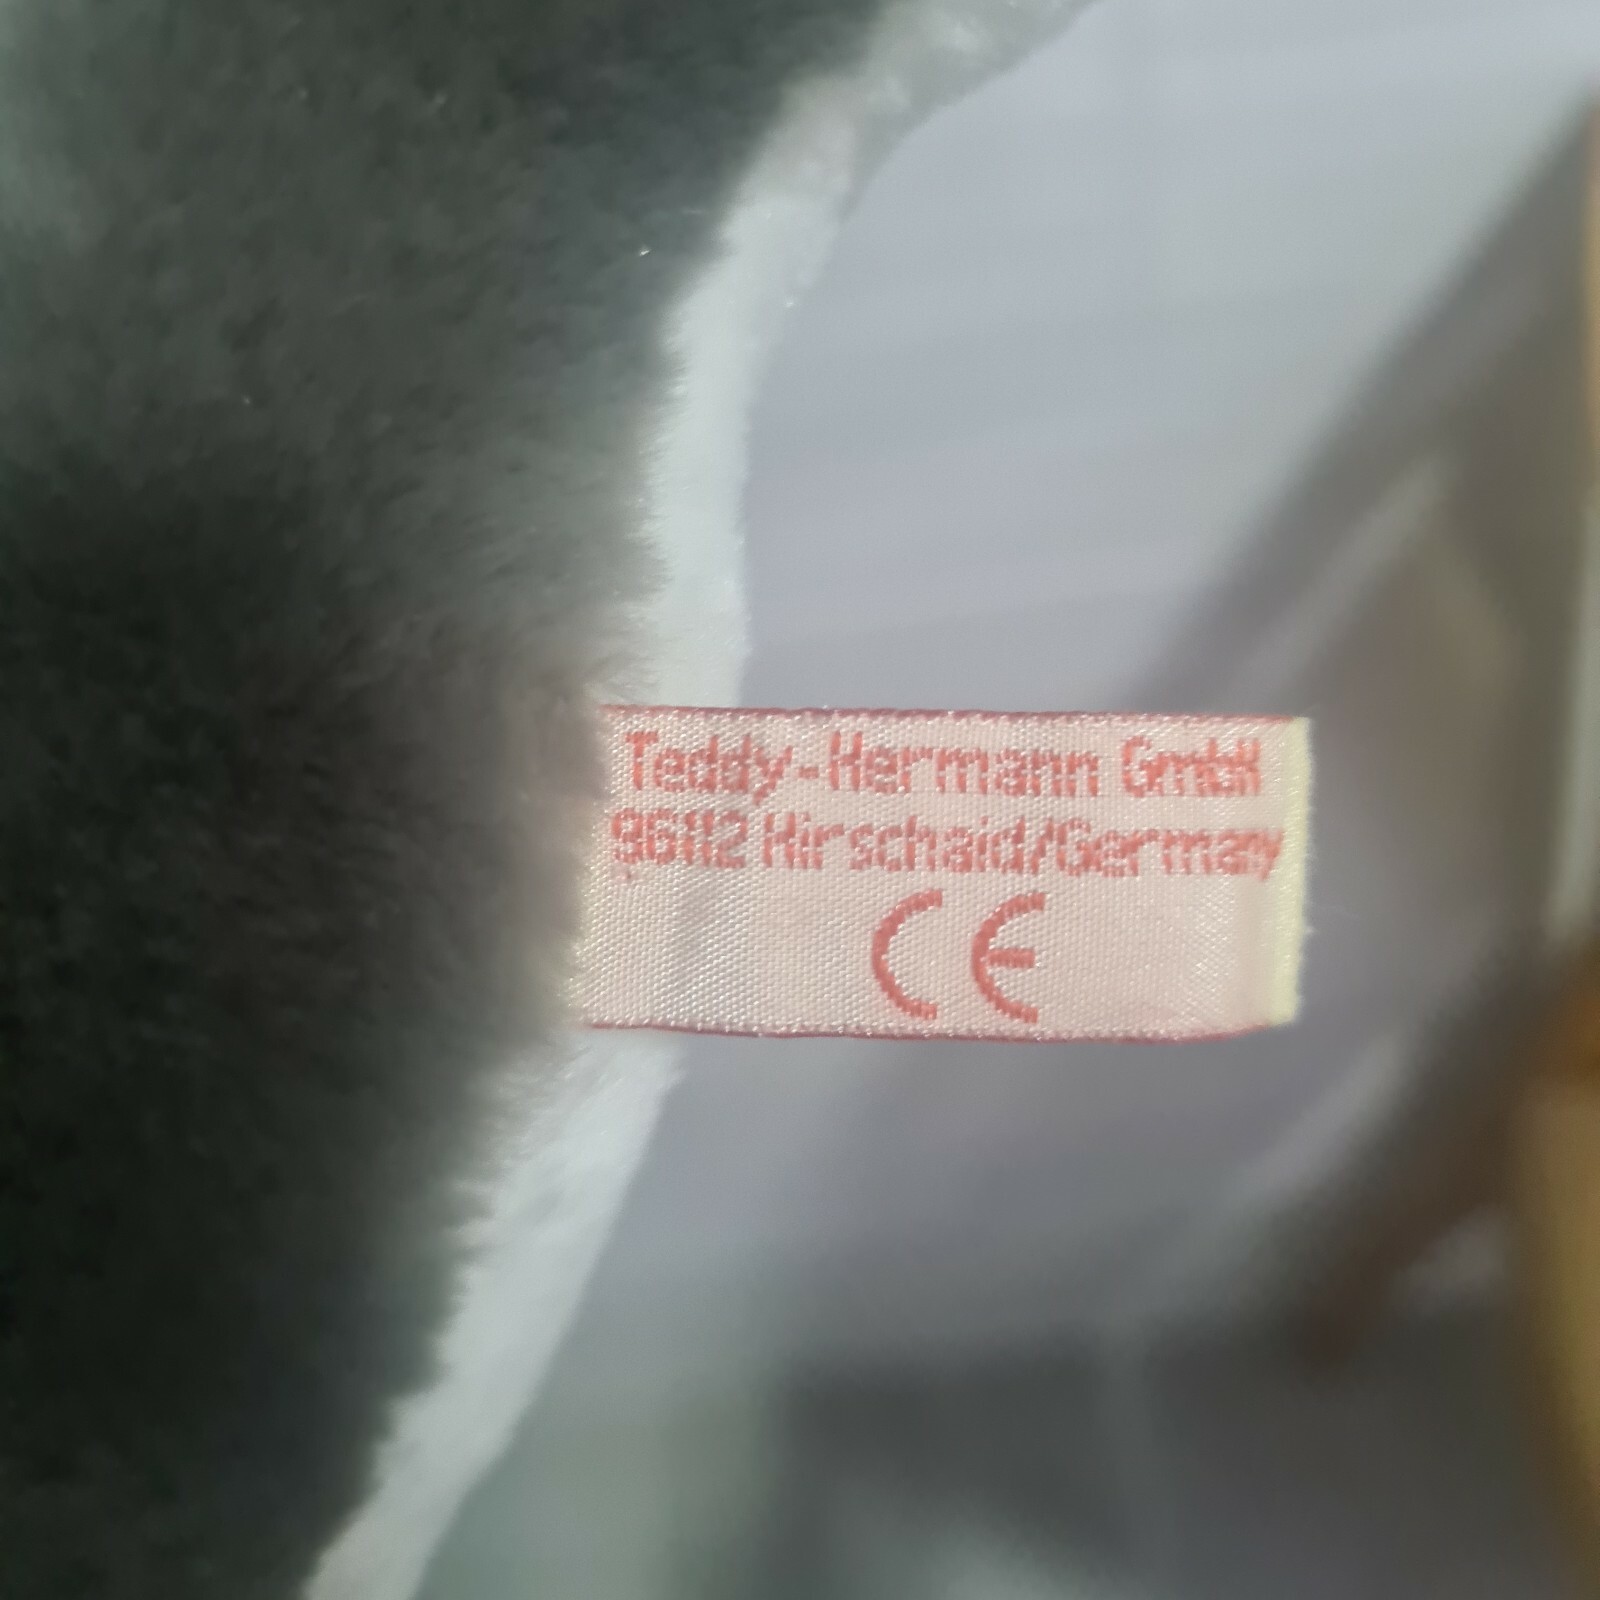 Teddy-Hermann GmbH
96112 Hirschaid/Germany
CE